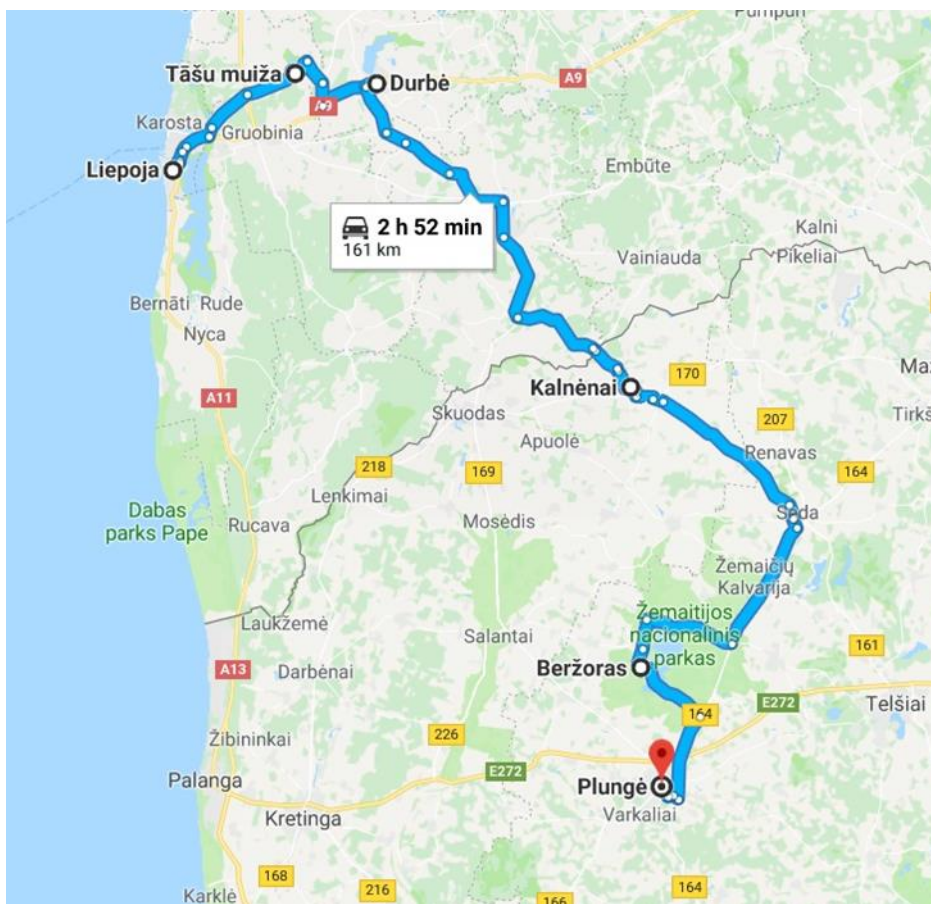 Pumpuri
Tāšu muiža
Durbė
A9
A9
Karosta
Gruobinia
Liepoja
Embūte
2 h 52 min
161 km
Kalni
Vainiauda
Pikeliai
Bernāti Rude
Nyca
Kalnėnai
170
Maž
A11
Skuodas
207
Tirkš
Apuolė
Renavas
218
169
164
Lenkimai
Dabas
parks Pape
Rucava
Mosėdis
Seda
Žemaičių
Kalvarija
Laukžemė
Salantai
Žemaitijos
nacionalinis
parkas
161
A13
Darbėnai
Beržoras
Telšiai
E272
164
226
Žibininkai
E272
Palanga
Plungė
Kretinga
Varkaliai
168
216
164
Karklė
166